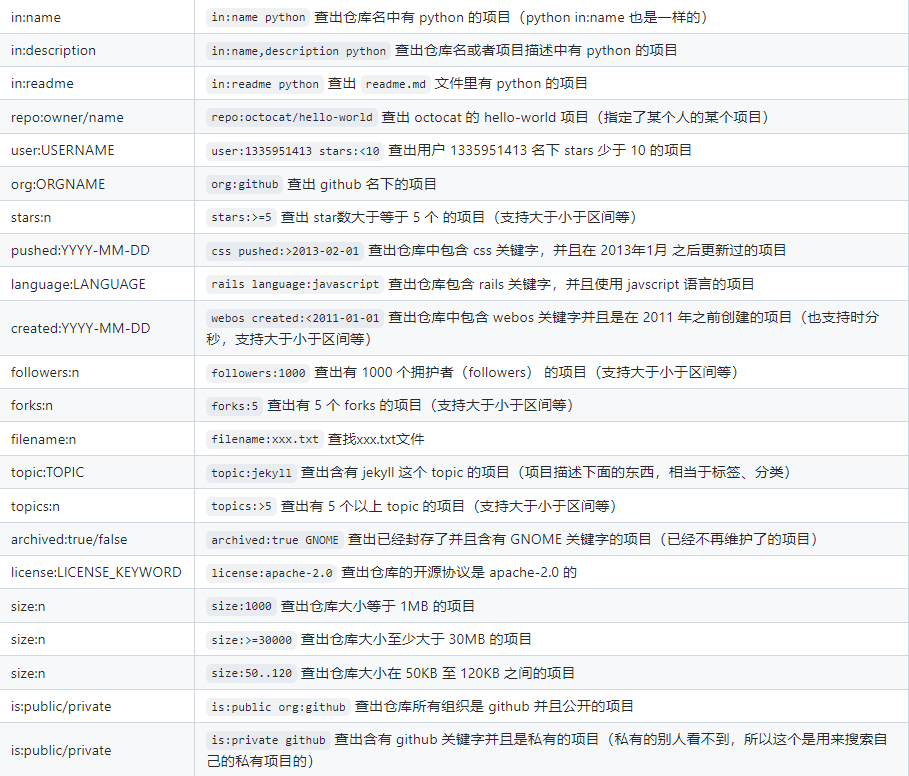 in:name in:name python 查出仓库名中有 python 的项目（python in:name 也是一样的）
in:description in:name,description python 查出仓库名或者项目描述中有 python 的项目
in:readme in:readme python 查出 readme.md 文件里有 python 的项目
repo:owner/name repo:octocat/hello-world 查出 octocat 的 hello-world 项目（指定了某个人的某个项目）
user:USERNAME user:1335951413 stars:<10 查出用户 1335951413 名下 stars 少于 10 的项目
org:ORGNAME org:github 查出 github 名下的项目
stars:n stars:>=5 查出 star数大于等于 5 个 的项目（支持大于小于区间等）
pushed:YYYY-MM-DD css pushed:>2013-02-01 查出仓库中包含 css 关键字，并且在 2013年1月 之后更新过的项目
language:LANGUAGE rails language:javascript 查出仓库包含 rails 关键字，并且使用 javscript 语言的项目
created:YYYY-MM-DD webos created:<2011-01-01 查出仓库中包含 webos 关键字并且是在 2011 年之前创建的项目（也支持时分
秒，支持大于小于区间等）
followers:n followers:1000 查出有 1000 个拥护者（followers） 的项目（支持大于小于区间等）
forks:n forks:5 查出有 5 个 forks 的项目（支持大于小于区间等）
filename:n filename:xxx.txt 查找xxx.txt文件
topic:TOPIC topic:jekyll 查出含有 jekyll 这个 topic 的项目（项目描述下面的东西，相当于标签、分类）
topics:n topics:>5 查出有 5 个以上 topic 的项目（支持大于小于区间等）
archived:true/false archived:true GNOME 查出已经封存了并且含有 GNOME 关键字的项目（已经不再维护了的项目）
license:LICENSE_KEYWORD license:apache-2.0 查出仓库的开源协议是 apache-2.0 的
size:n size:1000 查出仓库大小等于 1MB 的项目
size:n size:>=30000 查出仓库大小至少大于 30MB 的项目
size:n size:50..120 查出仓库大小在 50KB 至 120KB 之间的项目
is:public/private is:public org:github 查出仓库所有组织是 github 并且公开的项目
is:public/private is:private github 查出含有 github 关键字并且是私有的项目（私有的别人看不到，所以这个是用来搜索自
己的私有项目的）